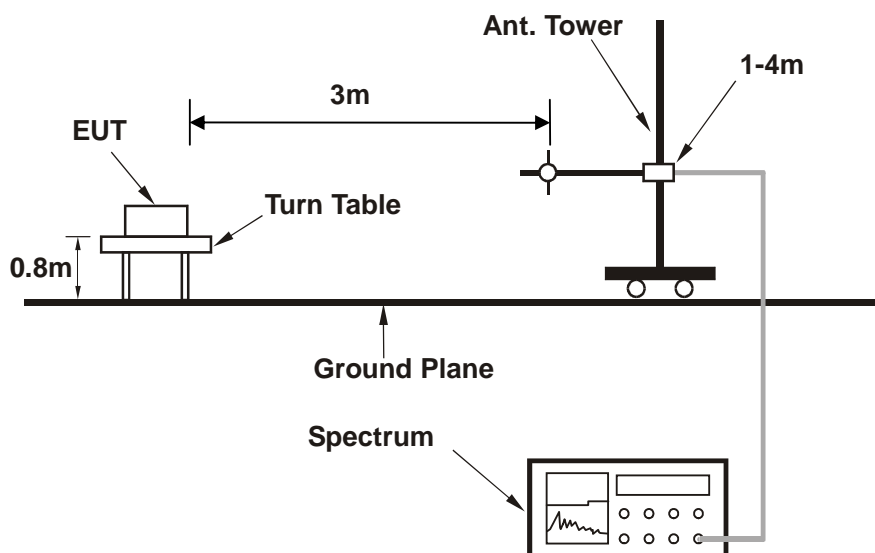 Ant. Tower
1-4m
3m
EUT
Turn Table
0.8m
Ground Plane
Spectrum